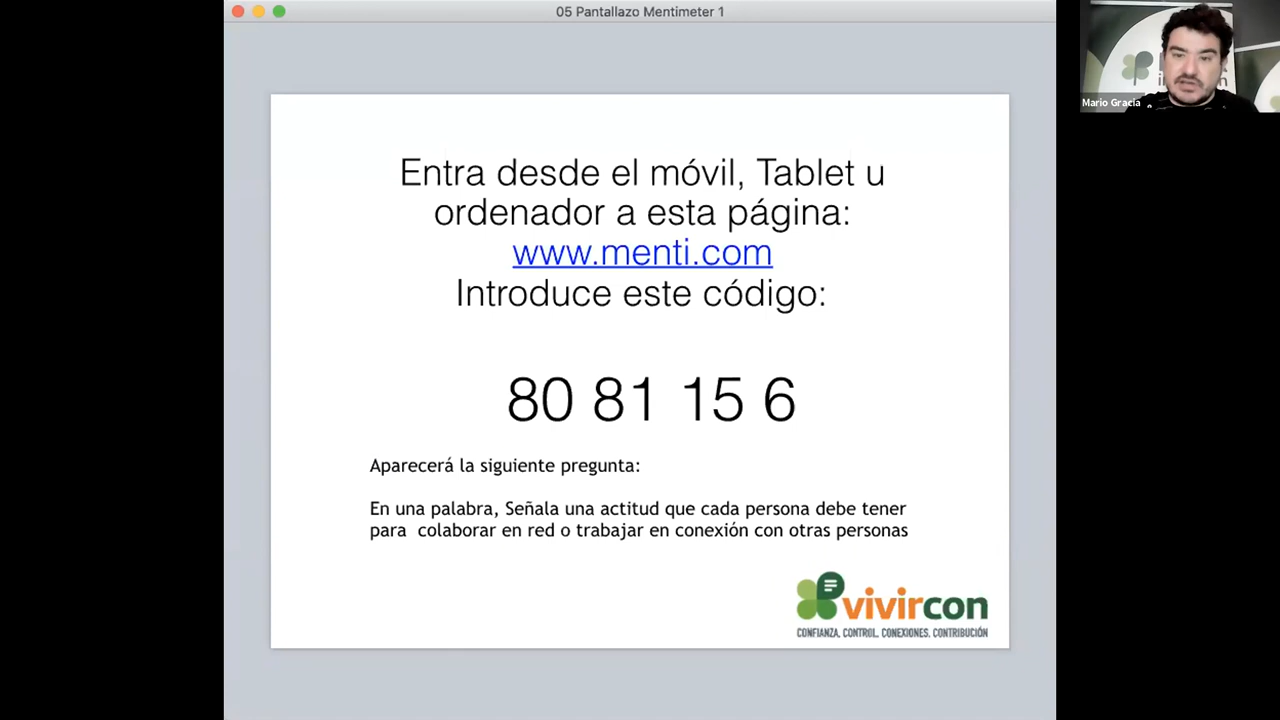 05 Pantallazo Mentimeter 1
Mario Gracia
Entra desde el móvil, Tablet u
ordenador a esta página:
www.menti.com
Introduce este código:
80 81 15 6
Aparecerá la siguiente pregunta:
En una palabra, Señala una actitud que cada persona debe tener
para colaborar en red o trabajar en conexión con otras personas
vivircon
CONFIANZA, CONTROL, CONEXIONES, CONTRIBUCIÓN